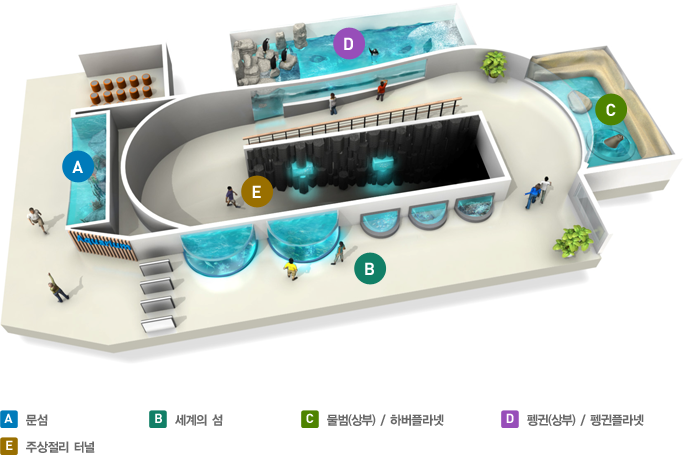 D
C
A
E
B
A 문섬
B 세계의 섬
C 물범(상부) / 하버플라넷
D 펭귄(상부) / 펭귄플라넷
E 주상절리 터널